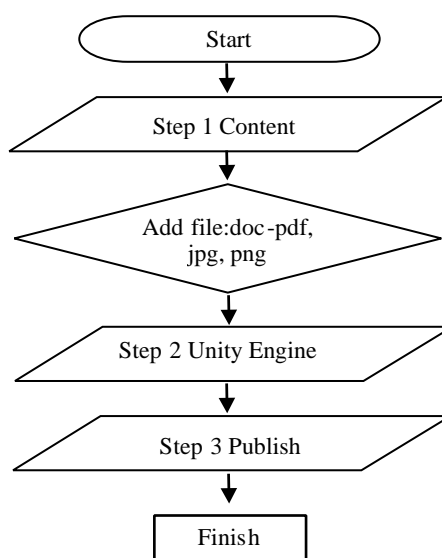 Start
Step 1 Content
Add file:doc-pdf,
jpg, png
Step 2 Unity Engine
Step 3 Publish
Finish